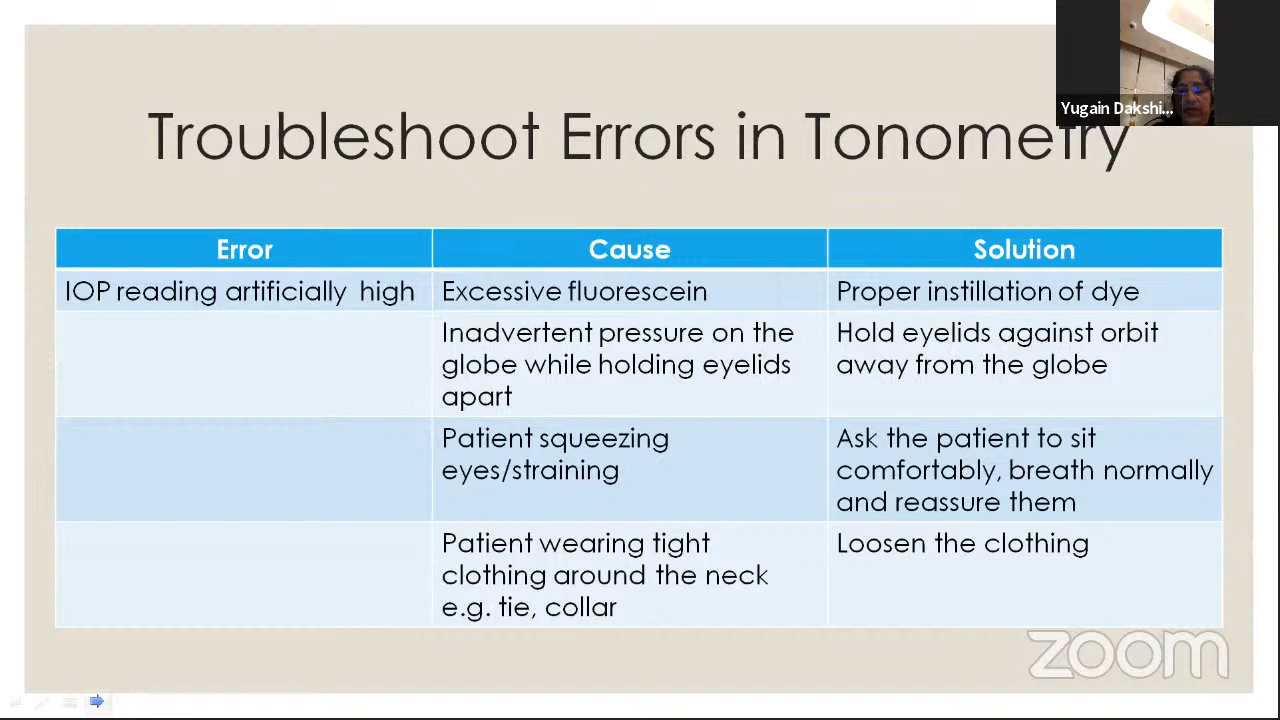 Yugain Dakshi...
Troubleshoot Errors in Tonometry
Error Cause Solution
IOP reading artificially high Excessive fluorescein Proper instillation of dye
Inadvertent pressure on the
globe while holding eyelids
apart
Hold eyelids against orbit
away from the globe
Patient squeezing
eyes/straining
Ask the patient to sit
comfortably, breath normally
and reassure them
Patient wearing tight
clothing around the neck
e.g. tie, collar
Loosen the clothing
zoom